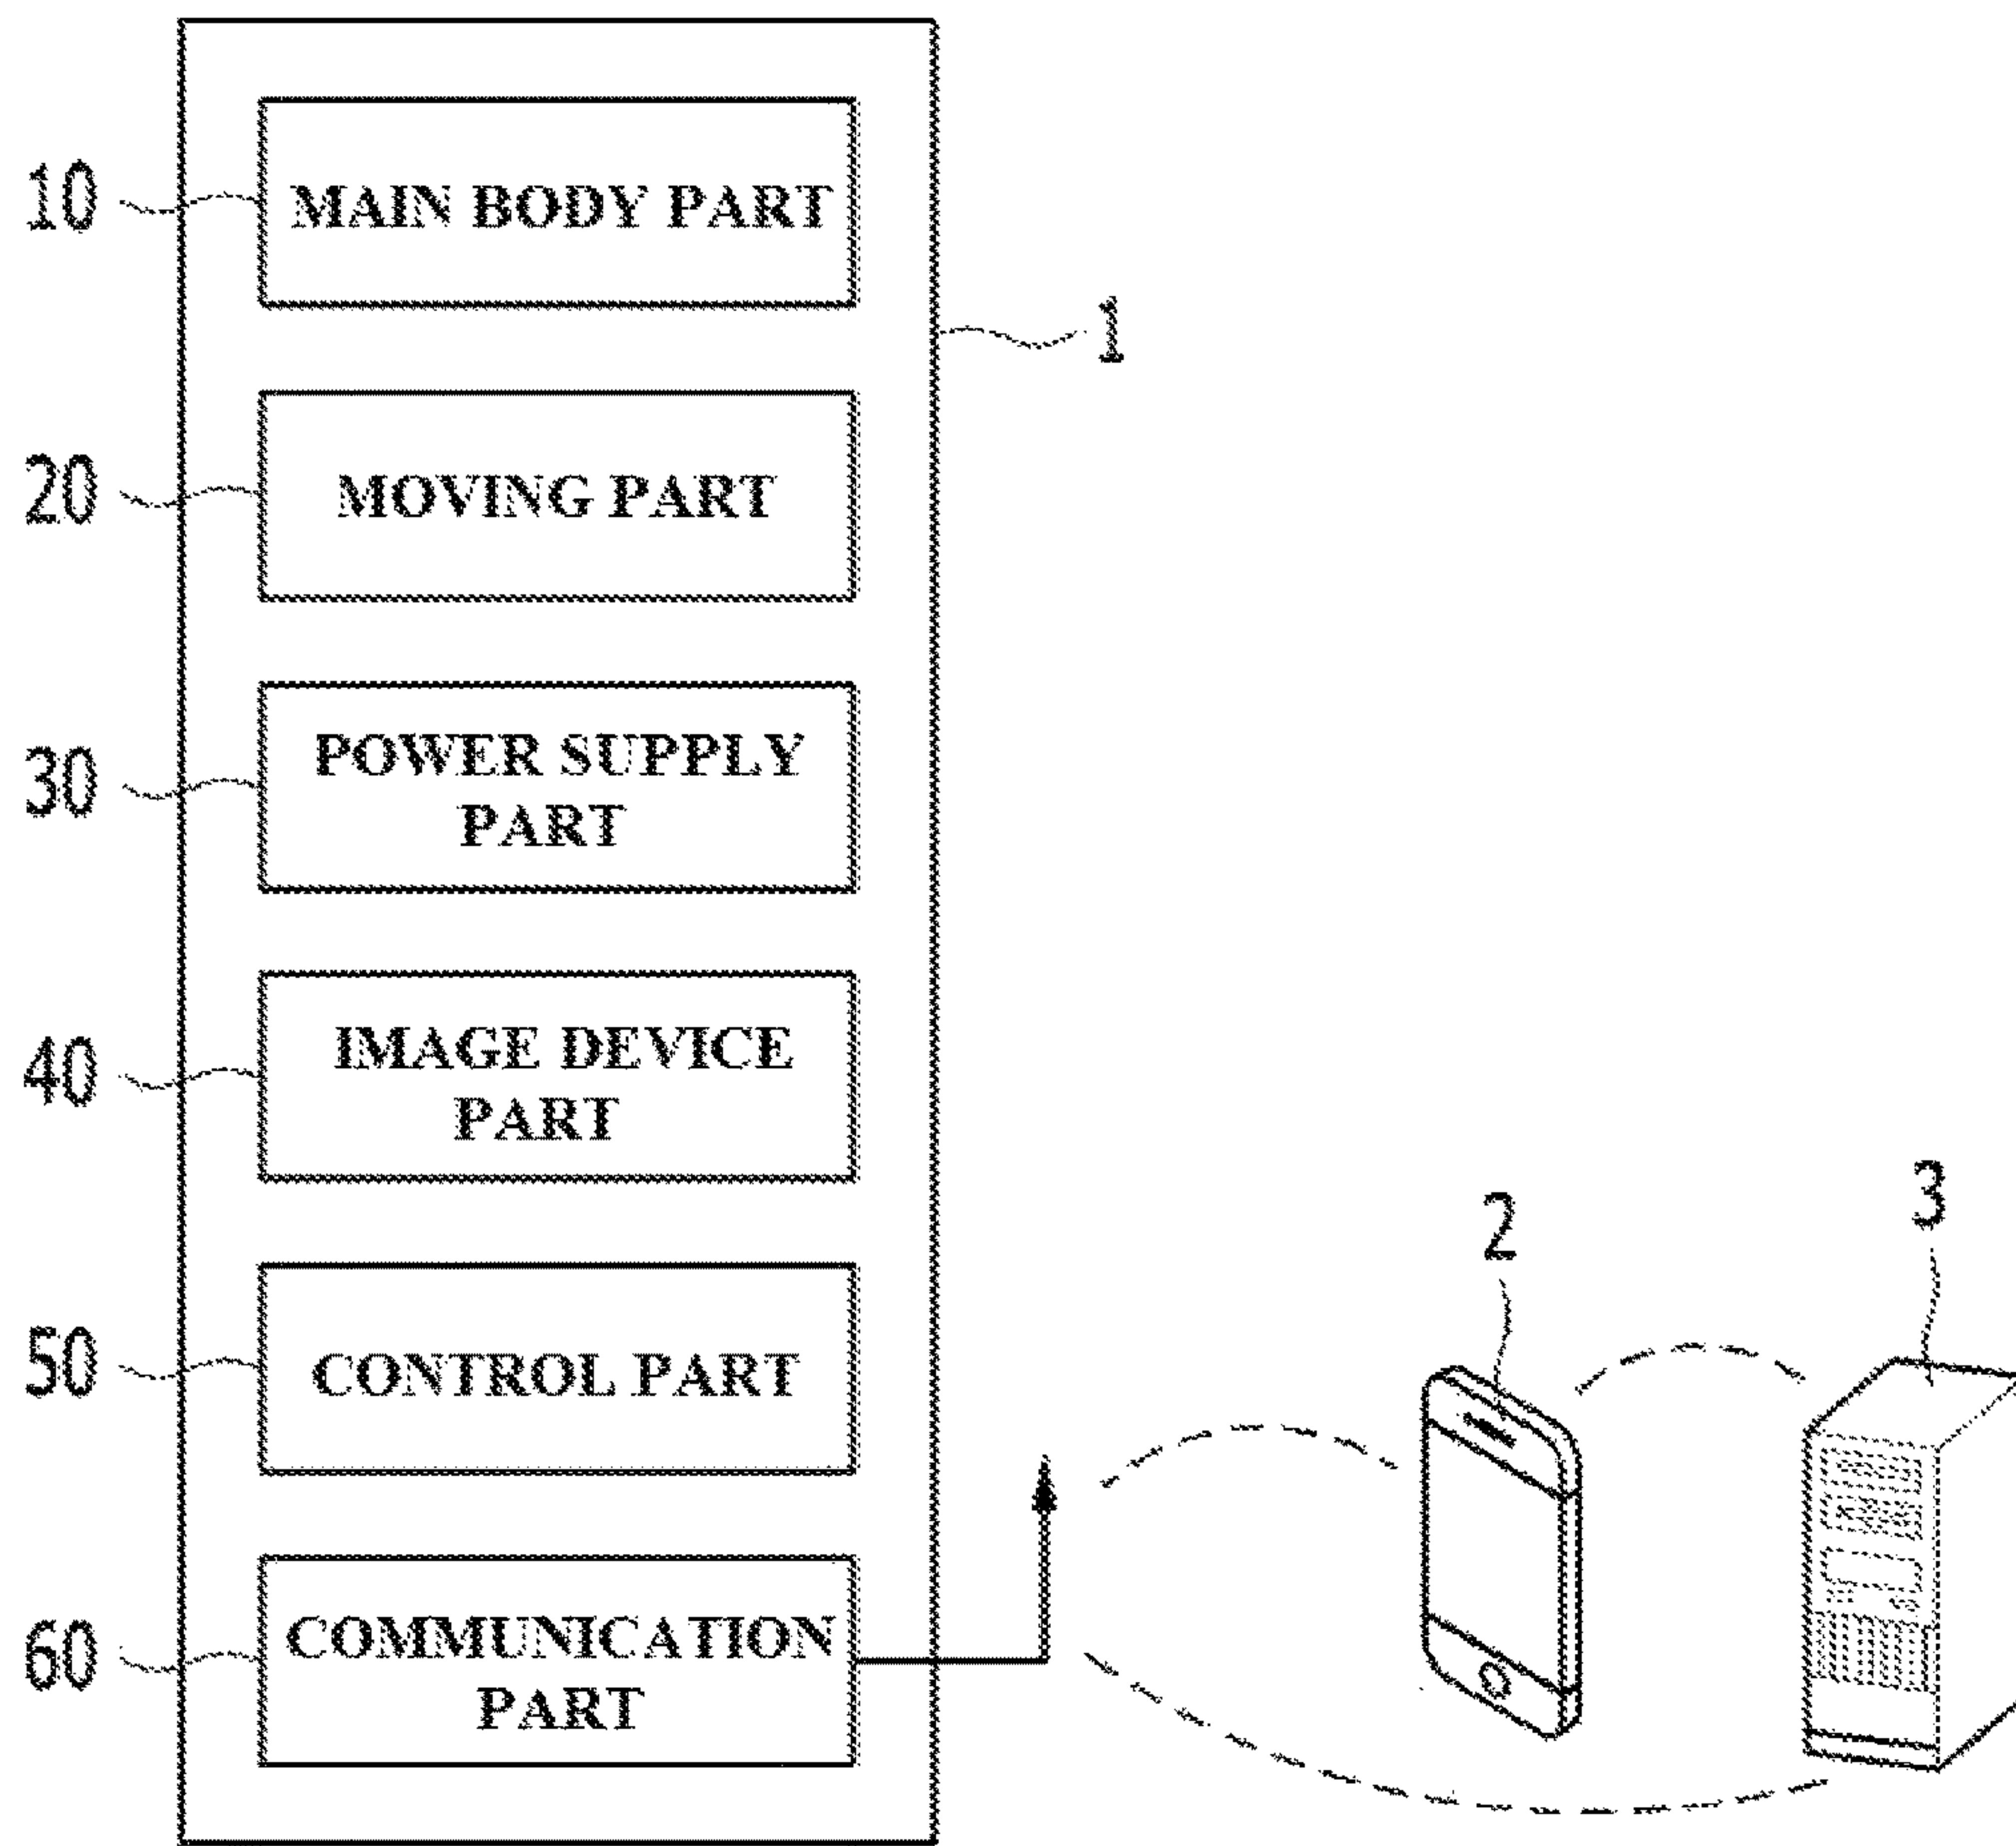 10
MAIN BODY PART
1
20
MOVING PART
30
POWER SUPPLY
PART
40
IMAGE DEVICE
PART
2
3
50
CONTROL PART
60
COMMUNICATION
PART